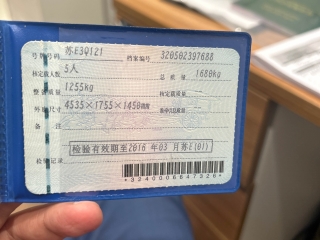 号牌号码 苏E3Q121 档案编号 320502397688
核定载人数 5人 总质量 1680kg
整备质量 1255kg 核定载质量
外廓尺寸 4535×1755×1450mm 准牵引总质量
检验有效期至2016年03月苏E(01)
检验记录
*3240006647326*